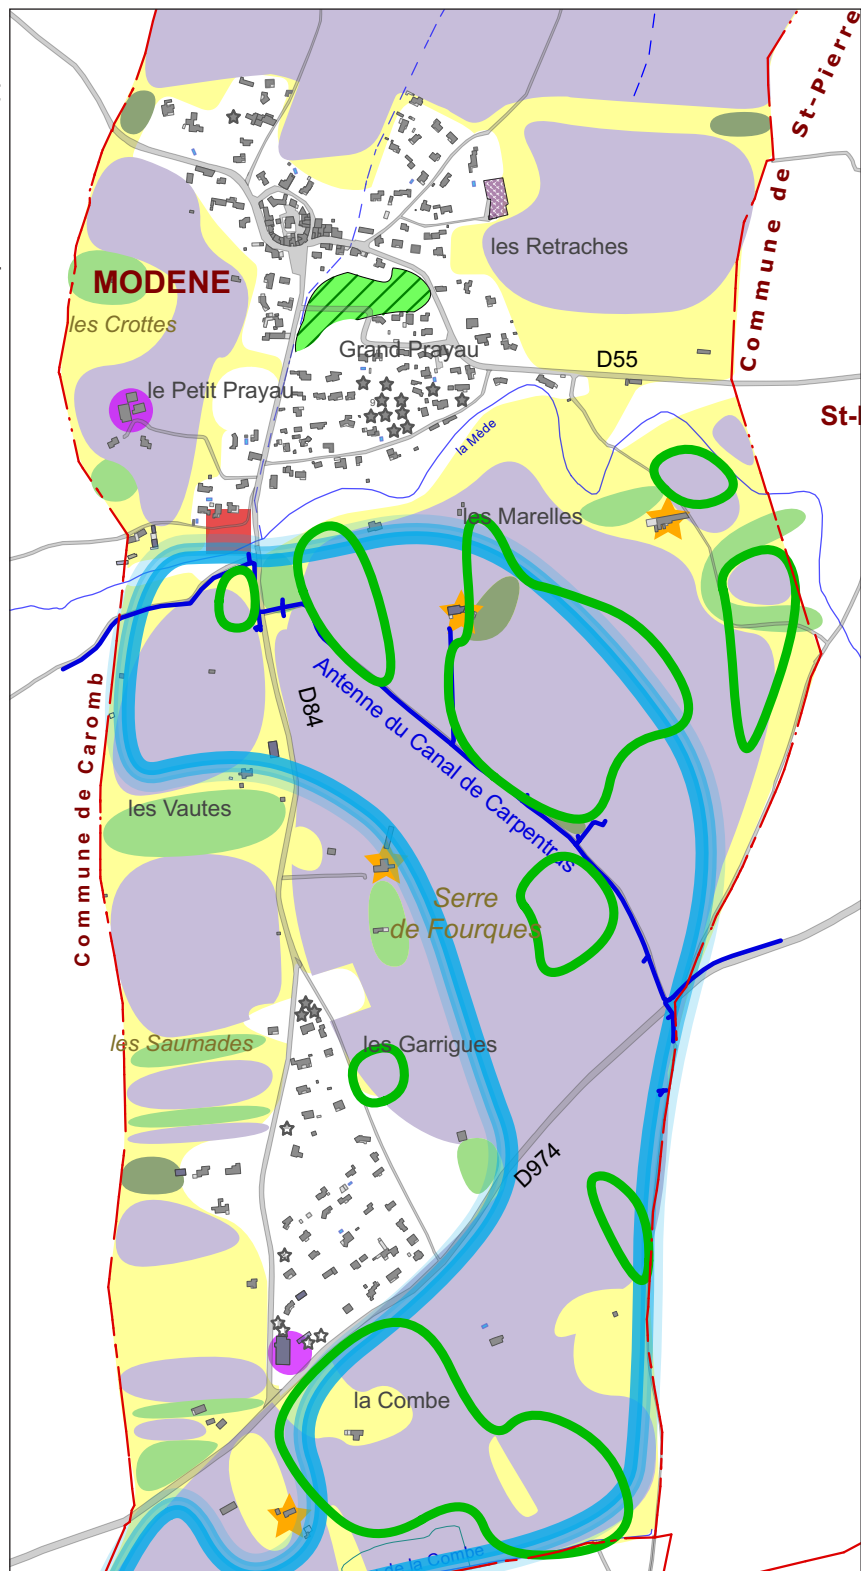 St-Pierre
Commune de
les Retraches
MODENE
les Crottes
Grand Prayau
D55
le Petit Prayau
St-
la Mède
les Marelles
Antenne du Canal de Carpentras
D84
Commune de Caromb
les Vautes
Serre
de Fourques
les Saumades
les Garrigues
D974
la Combe
de la Combe